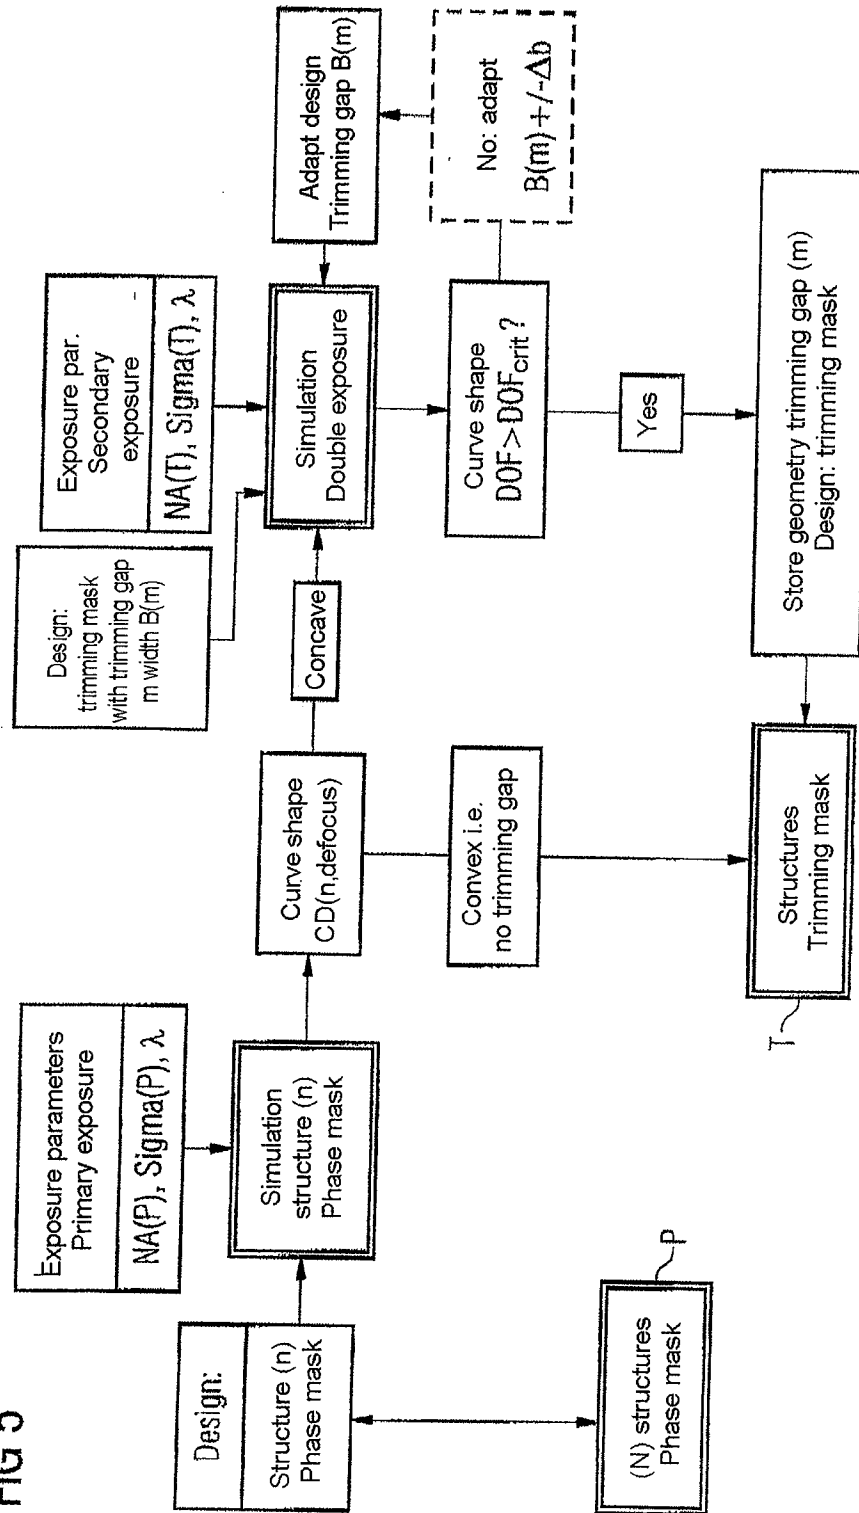 FIG 5
Design:
Structure (n)
Phase mask
(N) structures
Phase mask
P
Exposure parameters
Primary exposure
NA(P), Sigma(P), λ
Simulation
structure (n)
Phase mask
Curve shape
CD(n,defocus)
Convex i.e.
no trimming gap
Structures
Trimming mask
T
Concave
Design:
trimming mask
with trimming gap
m width B(m)
Exposure par.
Secondary
exposure
NA(T), Sigma(T), λ
Simulation
Double exposure
Curve shape
DOF>DOFcrit?
Yes
Store geometry trimming gap (m)
Design: trimming mask
Adapt design
Trimming gap B(m)
No: adapt
B(m)+/-Δb